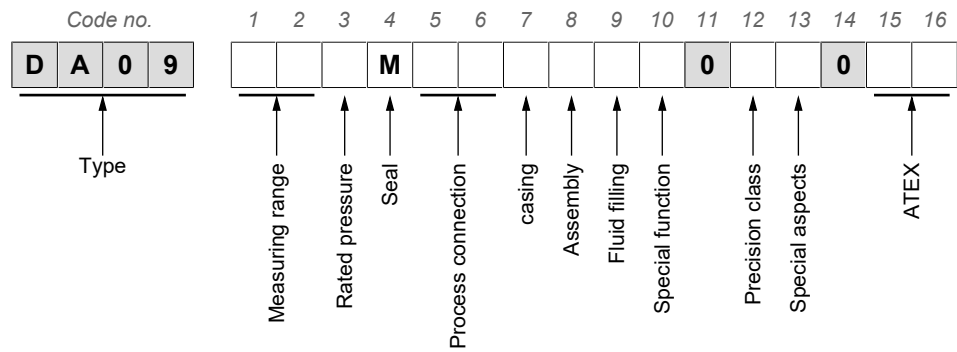 Code no. 1 2 3 4 5 6 7 8 9 10 11 12 13 14 15 16
D A 0 9 M 0 0
Type
Measuring range
Rated pressure
Seal
Process connection
casing
Assembly
Fluid filling
Special function
Precision class
Special aspects
ATEX